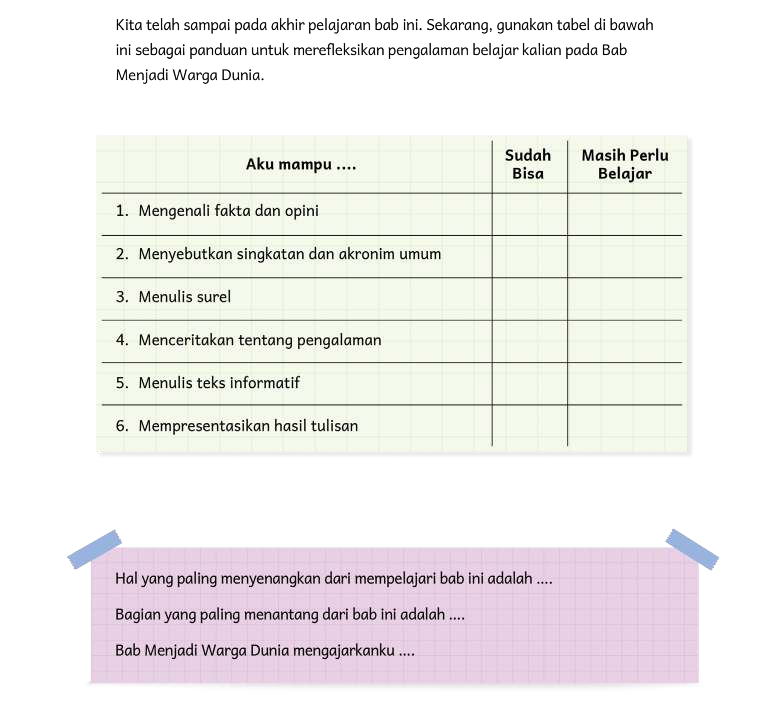 Kita telah sampai pada akhir pelajaran bab ini. Sekarang, gunakan tabel di bawah
ini sebagai panduan untuk merefleksikan pengalaman belajar kalian pada Bab
Menjadi Warga Dunia.
Aku mampu ....
Sudah
Bisa
Masih Perlu
Belajar
1. Mengenali fakta dan opini
2. Menyebutkan singkatan dan akronim umum
3. Menulis surel
4. Menceritakan tentang pengalaman
5. Menulis teks informatif
6. Mempresentasikan hasil tulisan
Hal yang paling menyenangkan dari mempelajari bab ini adalah ....
Bagian yang paling menantang dari bab ini adalah ....
Bab Menjadi Warga Dunia mengajarkanku ....